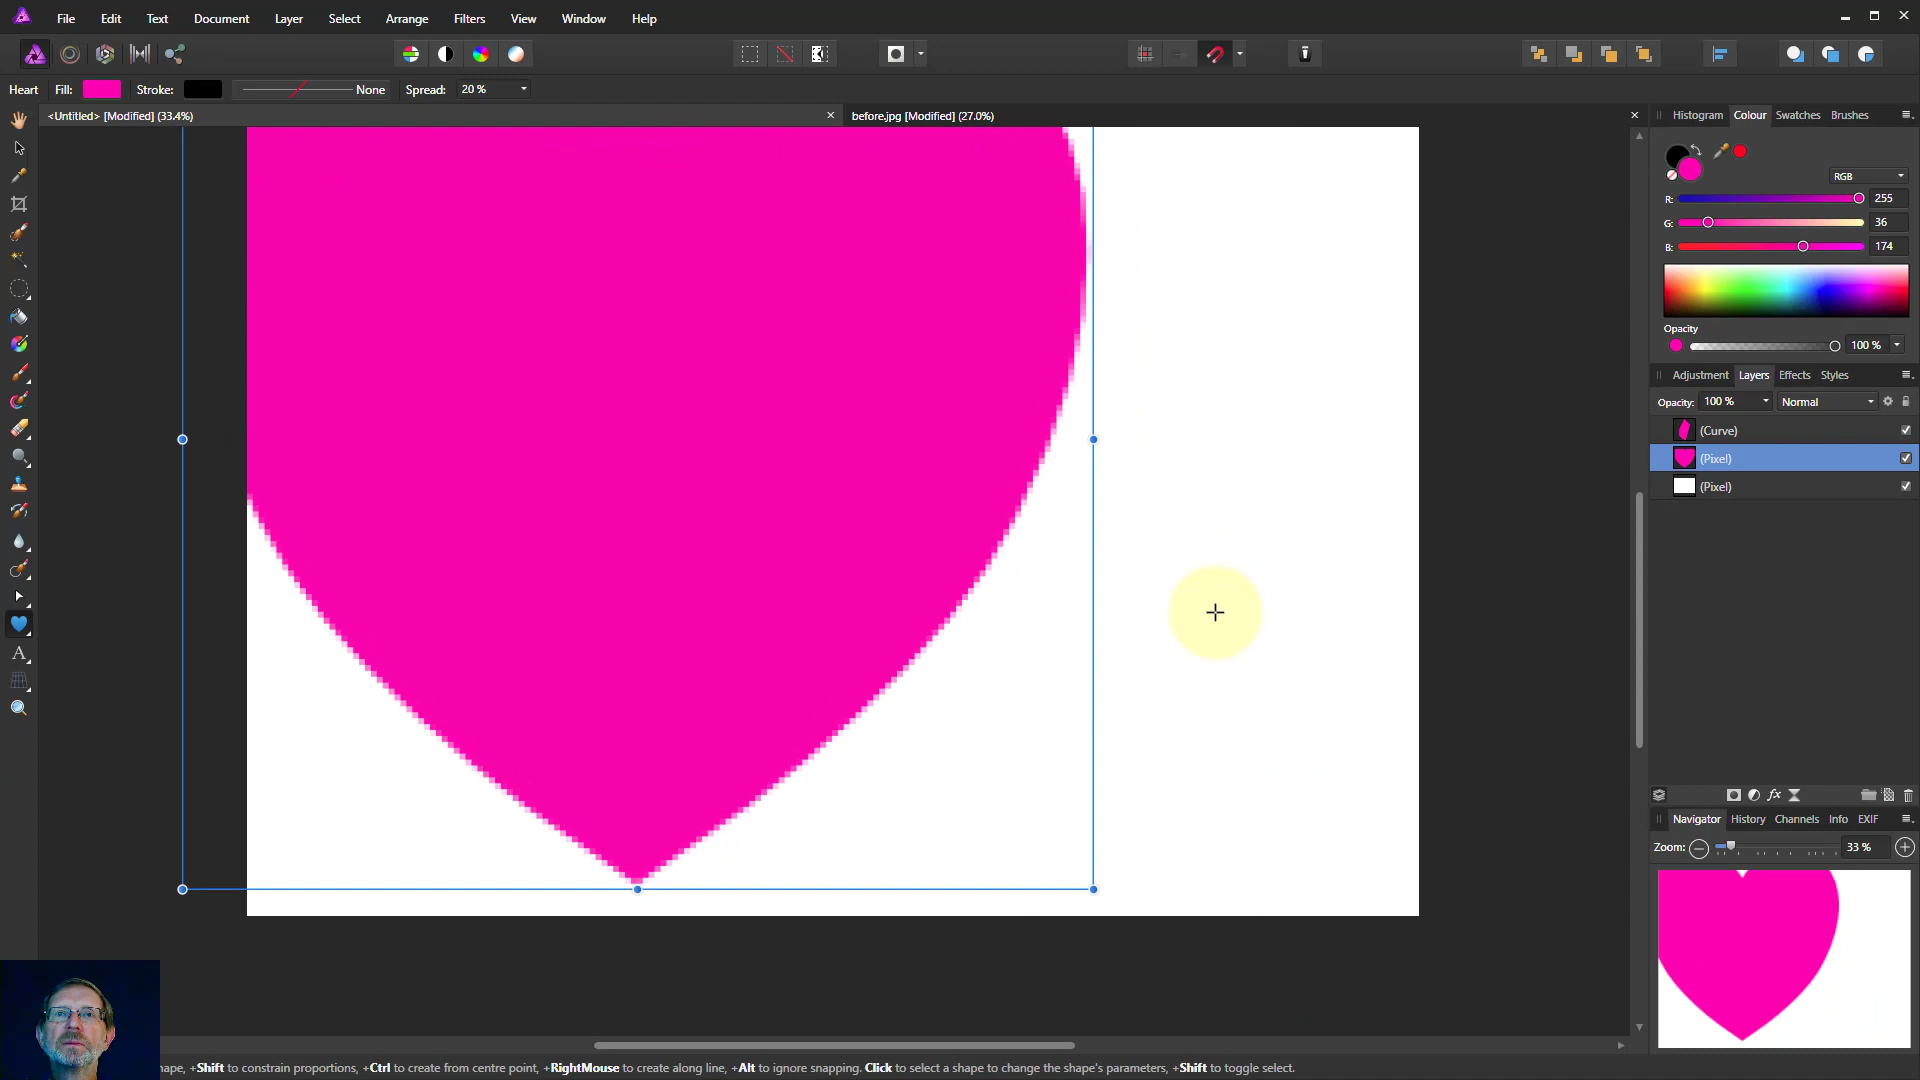 File Edit Text Document Layer Select Arrange Filters View Window Help
Heart Fill: Stroke: None Spread: 20 %
<Untitled> [Modified] (33.4%)
before.jpg [Modified] (27.0%)
Histogram Colour Swatches Brushes
RGB
R: 255
G: 36
B: 174
Opacity
100 %
Adjustment Layers Effects Styles
Opacity: 100 % Normal
(Curve)
(Pixel)
(Pixel)
fx
Navigator History Channels Info EXIF
Zoom: 33 %
hape, +Shift to constrain proportions, +Ctrl to create from centre point, +RightMouse to create along line, +Alt to ignore snapping. Click to select a shape to change the shape's parameters, +Shift to toggle select.